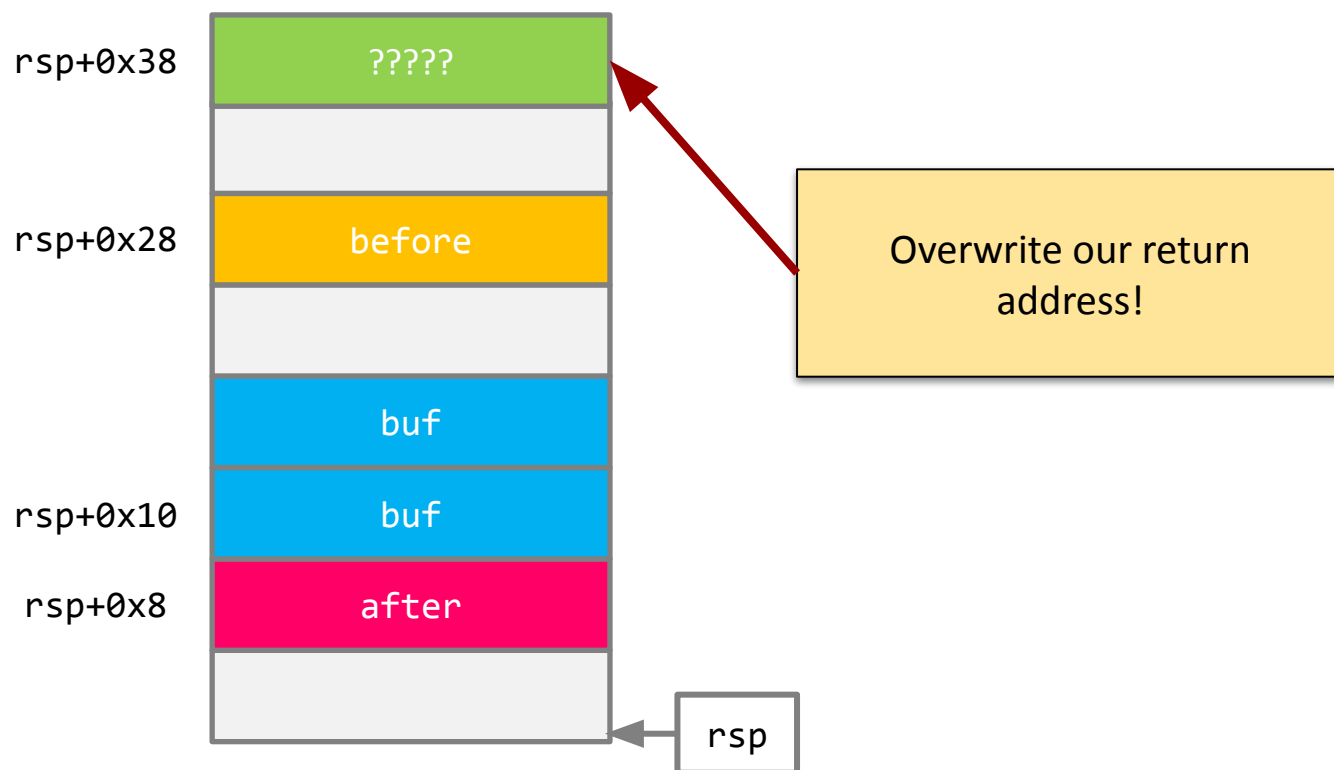 rsp+0x38
?????
rsp+0x28
before
Overwrite our return
address!
buf
rsp+0x10
buf
rsp+0x8
after
rsp